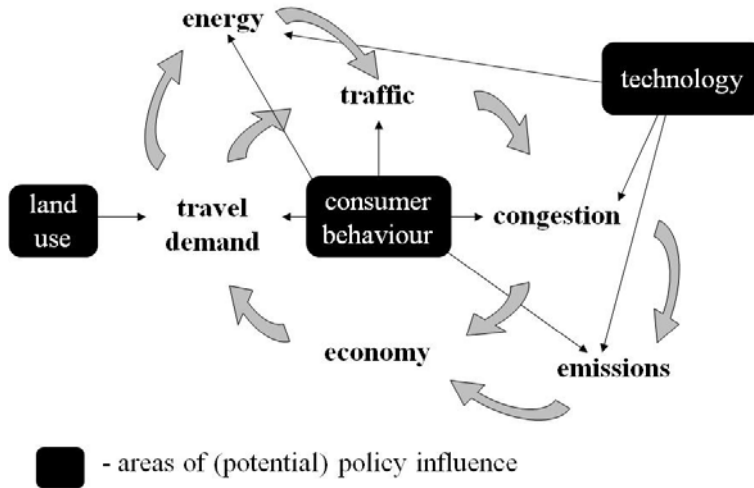 energy
technology
traffic
land
use
travel
demand
consumer
behaviour
congestion
economy
emissions
- areas of (potential) policy influence